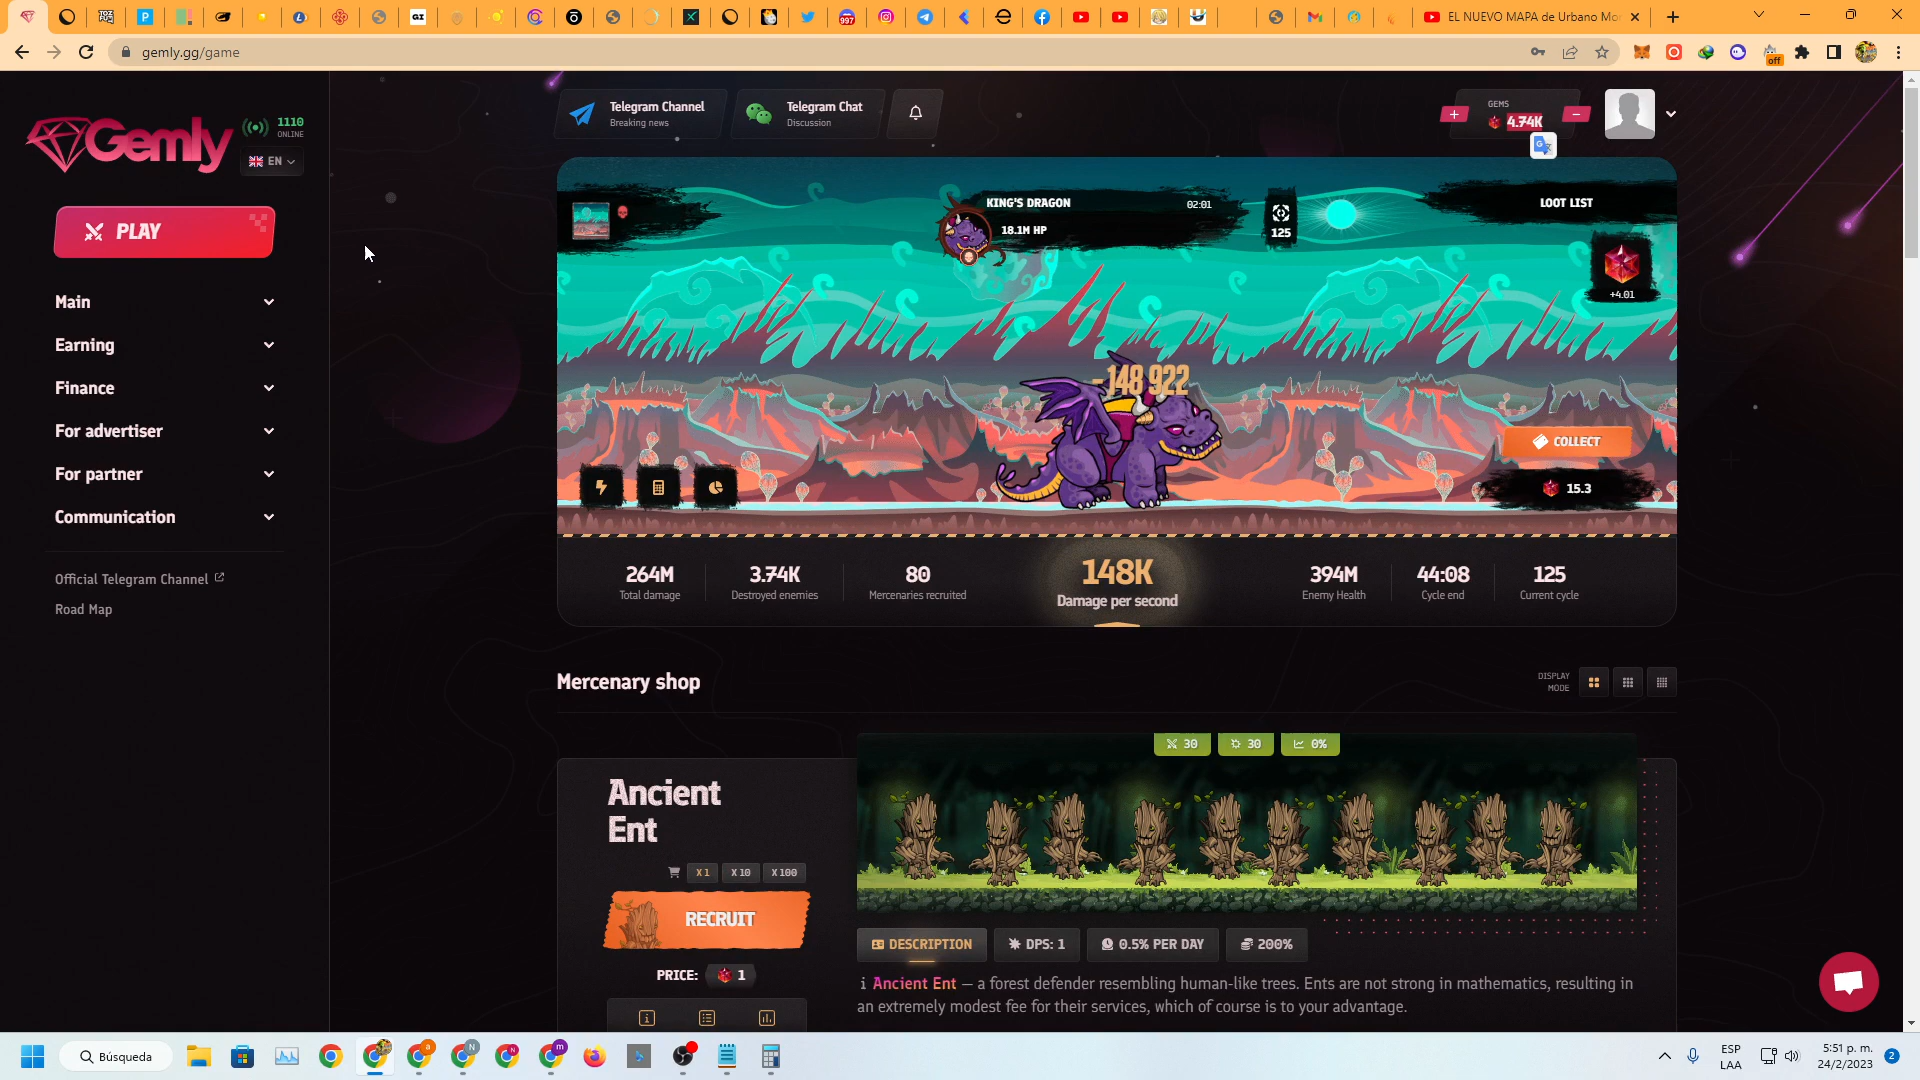 EL NUEVO MAPA de Urbano Mo
gemly.gg/game
off
Gemly
1110
ONLINE
EN
Telegram Channel
Breaking news
Telegram Chat
Discussion
GEMS
4.74K
PLAY
Main
Earning
Finance
For advertiser
For partner
Communication
Official Telegram Channel
Road Map
KING'S DRAGON
02:01
18.1M HP
125
LOOT LIST
+4.01
-148 922
COLLECT
15.3
264M
Total damage
3.74K
Destroyed enemies
80
Mercenaries recruited
148K
Damage per second
394M
Enemy Health
44:08
Cycle end
125
Current cycle
Mercenary shop
DISPLAY
MODE
30
30
0%
Ancient
Ent
X 1
X 10
X 100
RECRUIT
PRICE: 1
DESCRIPTION
DPS: 1
0.5% PER DAY
200%
i Ancient Ent — a forest defender resembling human-like trees. Ents are not strong in mathematics, resulting in
an extremely modest fee for their services, which of course is to your advantage.
Búsqueda
ESP
LAA
5:51 p. m.
24/2/2023
2